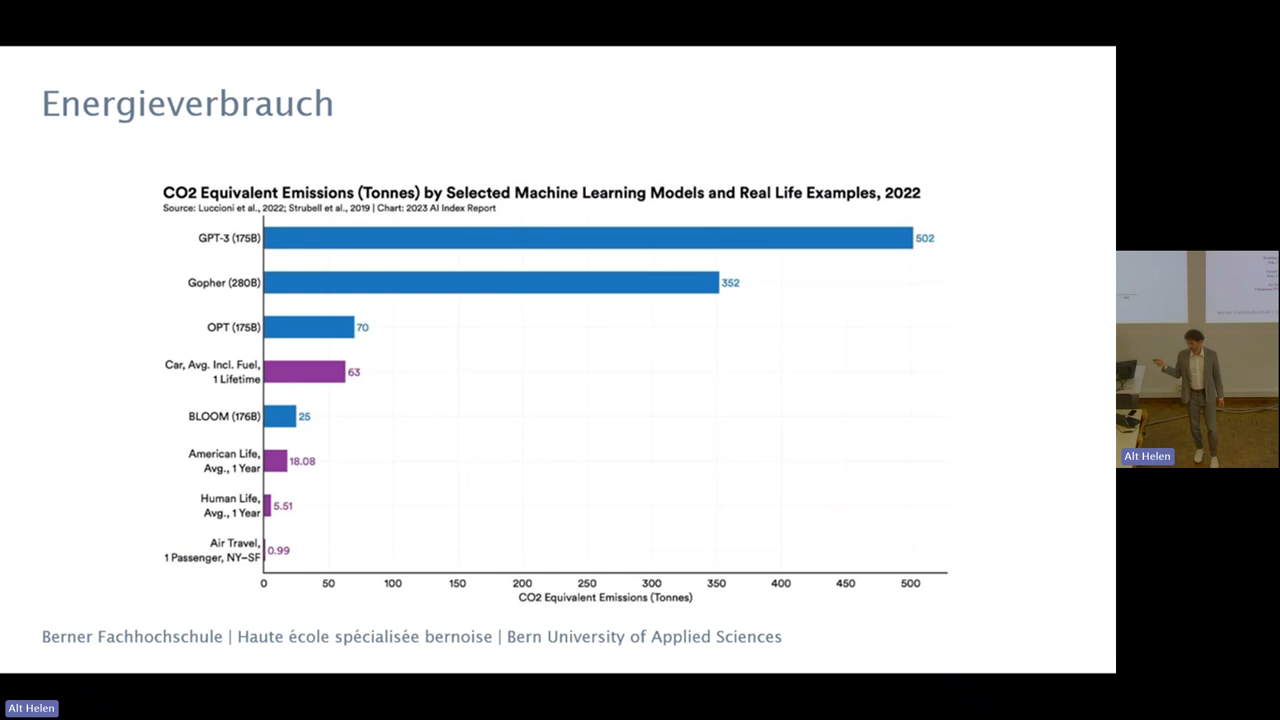 Energieverbrauch
CO2 Equivalent Emissions (Tonnes) by Selected Machine Learning Models and Real Life Examples, 2022
Source: Luccioni et al., 2022; Strubell et al., 2019 | Chart: 2023 AI Index Report
GPT-3 (175B) 502
Gopher (280B) 352
OPT (175B) 70
Car, Avg. Incl. Fuel,
1 Lifetime 63
BLOOM (176B) 25
American Life,
Avg., 1 Year 18.08
Human Life,
Avg., 1 Year 5.51
Air Travel,
1 Passenger, NY–SF 0.99
0 50 100 150 200 250 300 350 400 450 500
CO2 Equivalent Emissions (Tonnes)
Berner Fachhochschule | Haute école spécialisée bernoise | Bern University of Applied Sciences
Alt Helen
Alt Helen